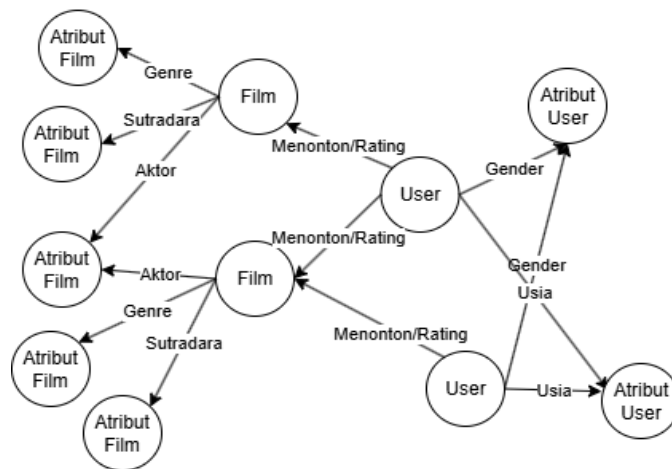 Atribut
Film
Genre
Film
Atribut
User
Sutradara
Atribut
Film
Menonton/Rating
Aktor
Gender
User
Menonton/Rating
Atribut
Film
Aktor
Film
Gender
Usia
Genre
Menonton/Rating
Sutradara
Atribut
Film
User
Usia
Atribut
User
Atribut
Film